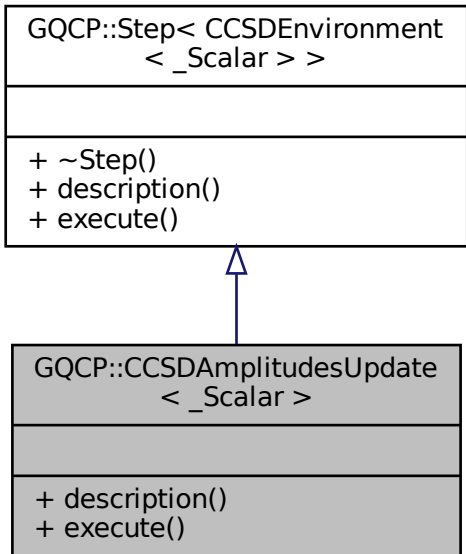 GQCP::Step< CCSDEnvironment
< _Scalar > >
+ ~Step()
+ description()
+ execute()
GQCP::CCSDAmplitudesUpdate
< _Scalar >
+ description()
+ execute()